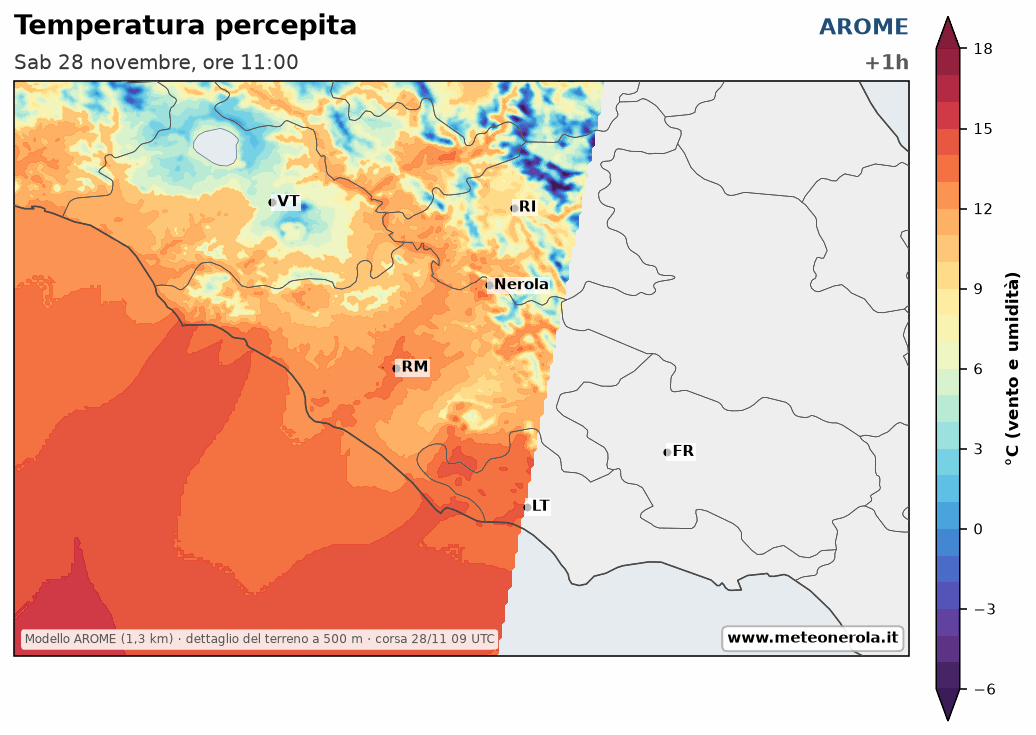 Temperatura percepita
AROME
Sab 28 novembre, ore 11:00
+1h
VT
RI
Nerola
RM
FR
LT
Modello AROME (1,3 km) · dettaglio del terreno a 500 m · corsa 28/11 09 UTC
www.meteonerola.it
18
15
12
9
6
3
0
−3
−6
°C (vento e umidità)